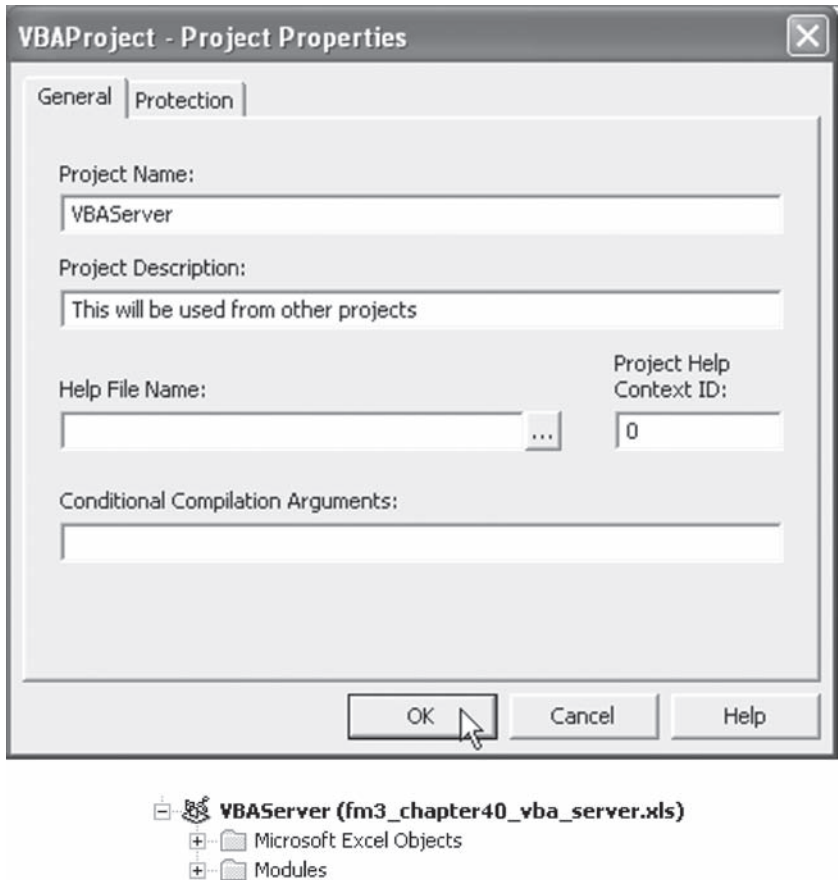 VBAProject - Project Properties
General
Protection
Project Name:
VBAServer
Project Description:
This will be used from other projects
Help File Name:
Project Help
Context ID:
...
0
Conditional Compilation Arguments:
OK
Cancel
Help
VBAServer (fm3_chapter40_vba_server.xls)
Microsoft Excel Objects
Modules